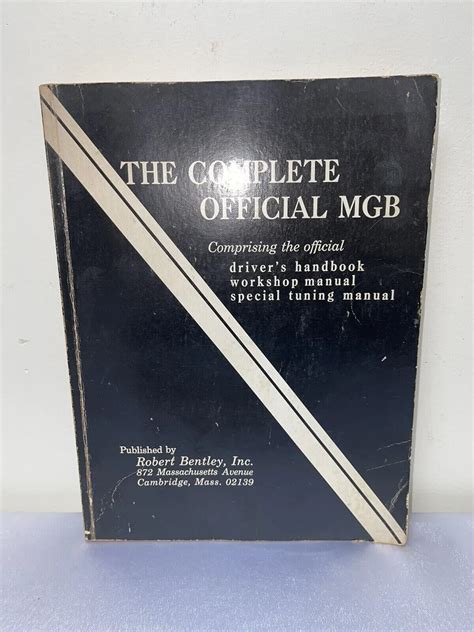 THE COMPLETE
OFFICIAL MGB
Comprising the official
driver's handbook
workshop manual
special tuning manual
Published by
Robert Bentley, Inc.
872 Massachusetts Avenue
Cambridge, Mass. 02139